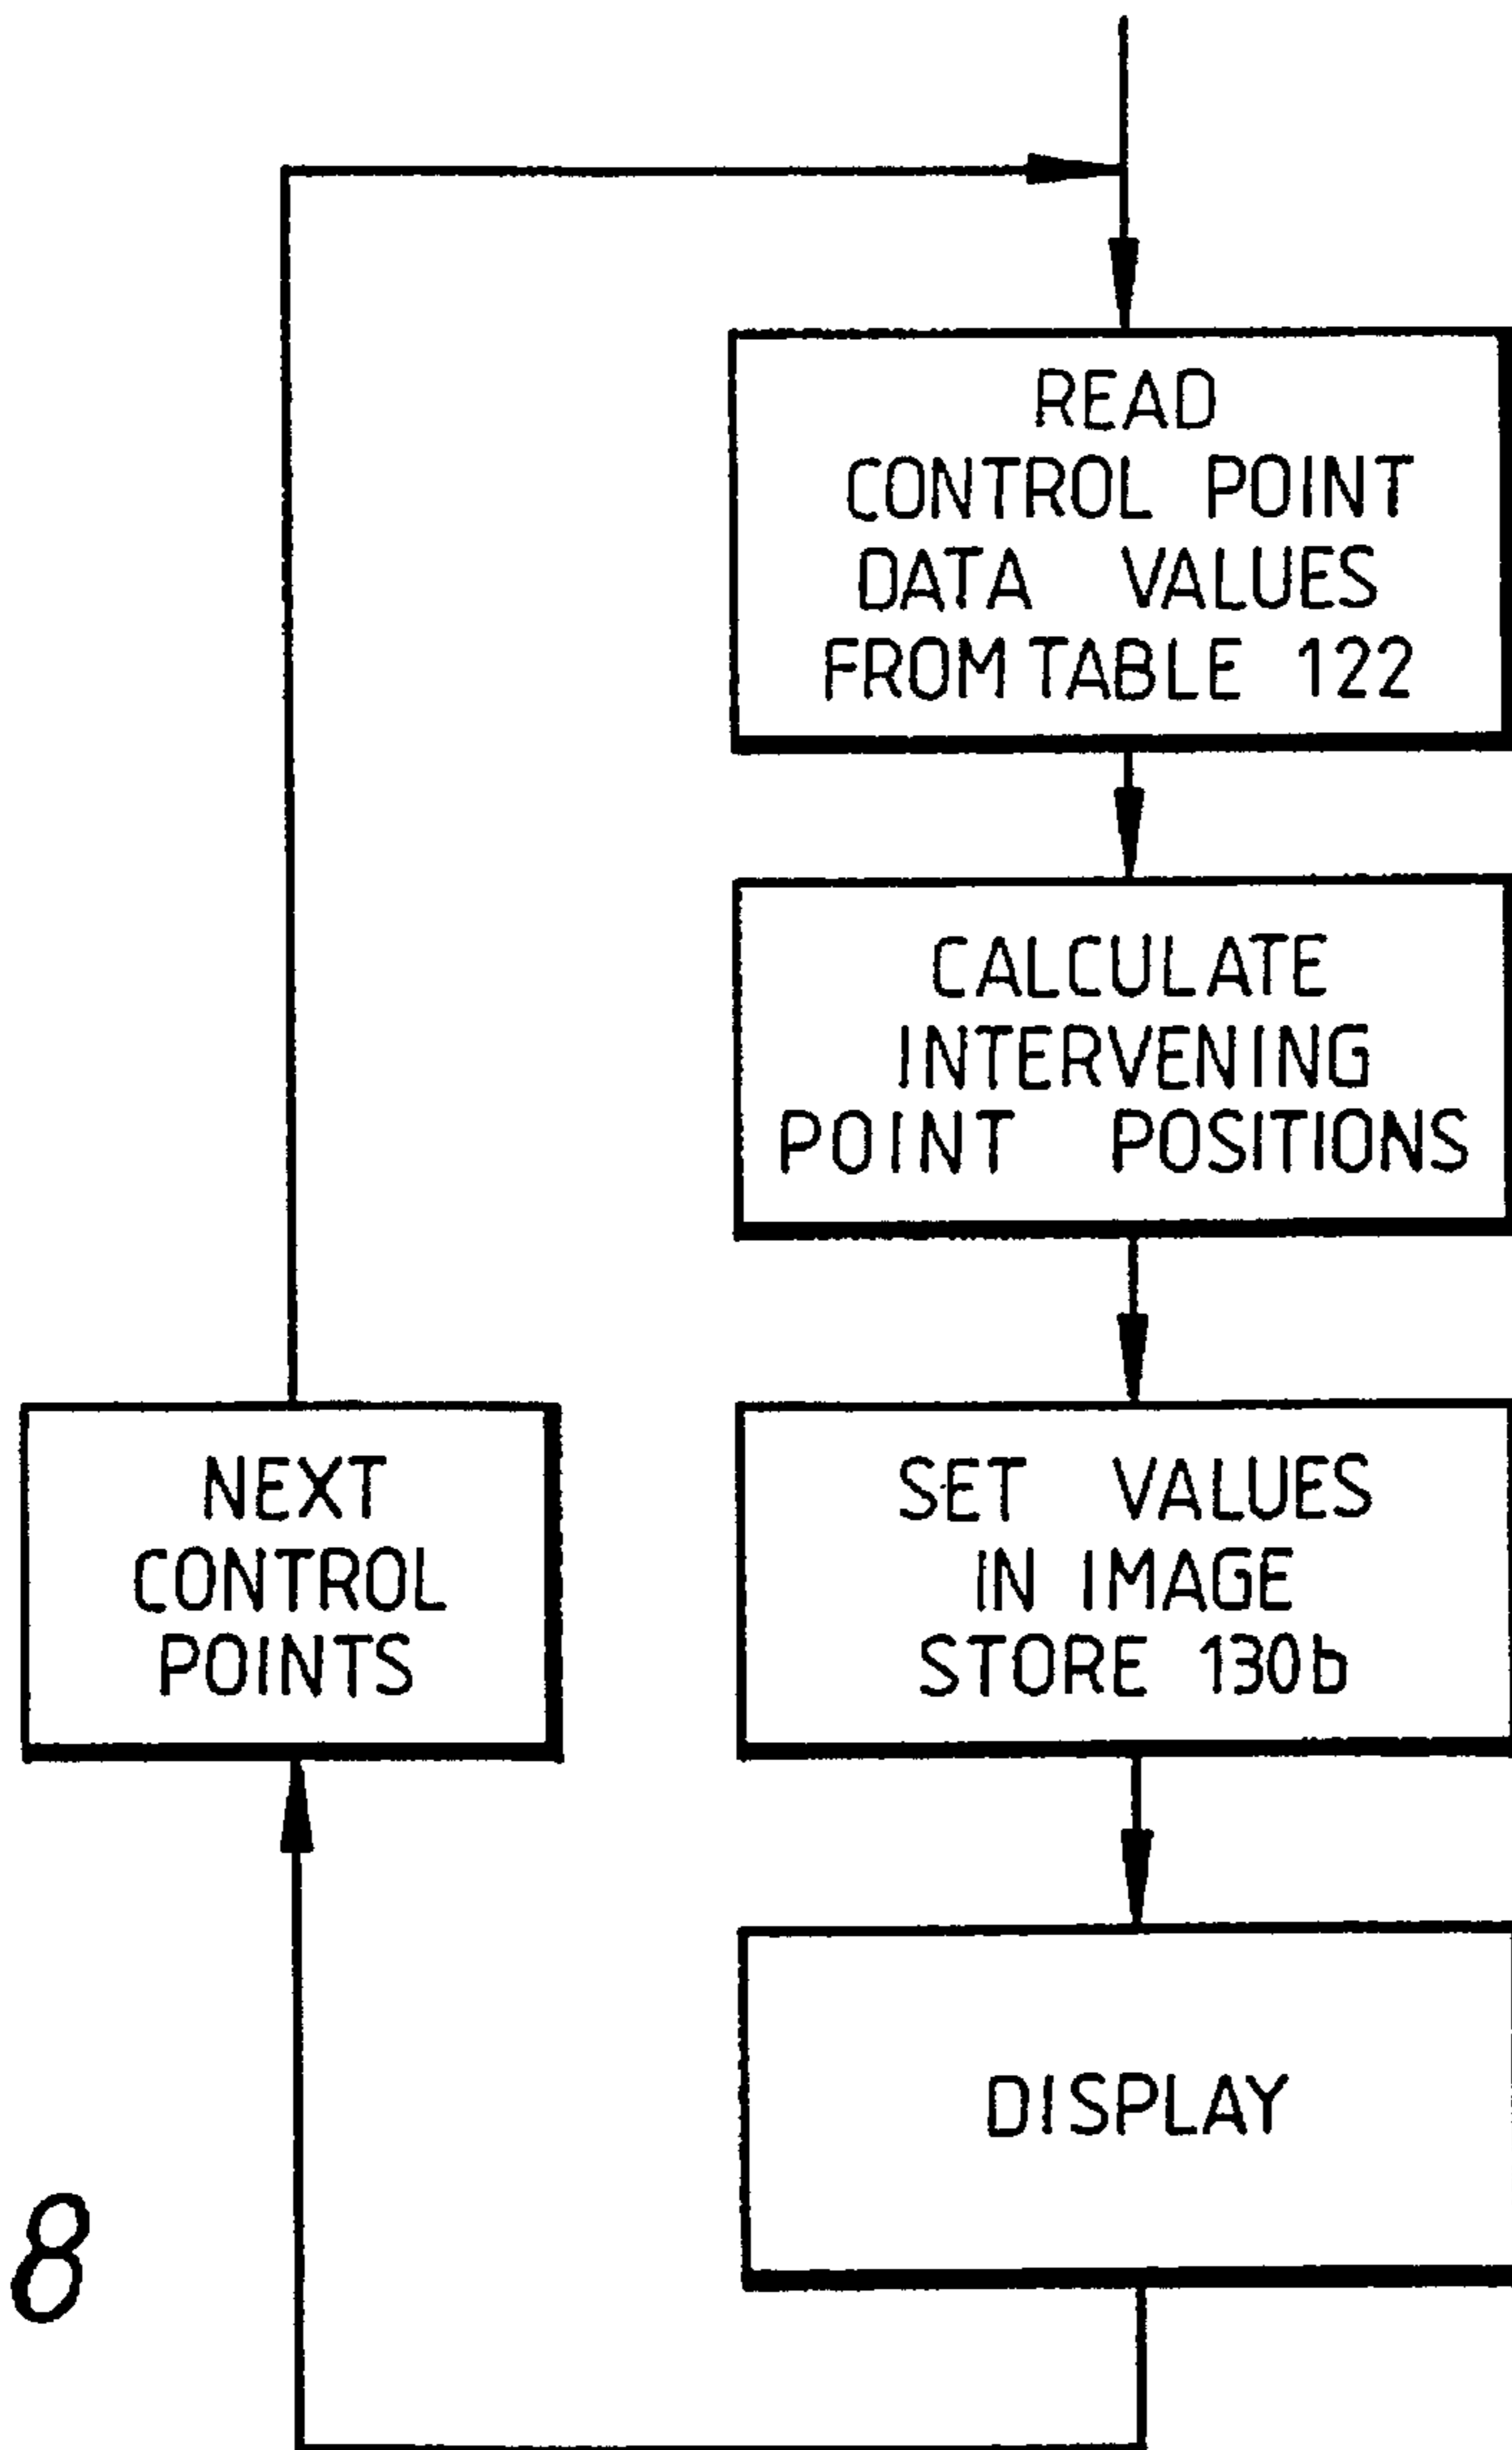 READ
CONTROL POINT
DATA VALUES
FROM TABLE 122
CALCULATE
INTERVENING
POINT POSITIONS
SET VALUES
IN IMAGE
STORE 130b
DISPLAY
NEXT
CONTROL
POINTS
8